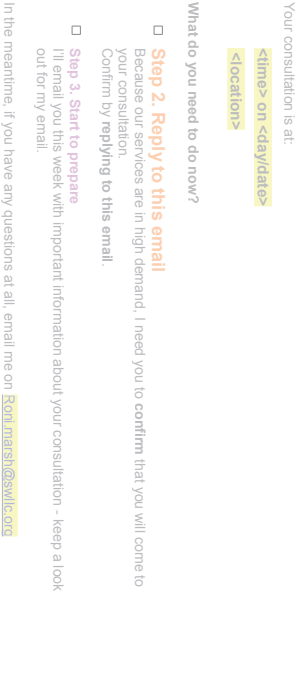 Your consultation is at:
<time> on <day/date>
<location>
What do you need to do now?
Step 2. Reply to this email
Because our services are in high demand, I need you to confirm that you will come to
your consultation.
Confirm by replying to this email.
Step 3. Start to prepare
I'll email you this week with important information about your consultation - keep a look
out for my email.
In the meantime, if you have any questions at all, email me on Roni.marsh@swllc.org